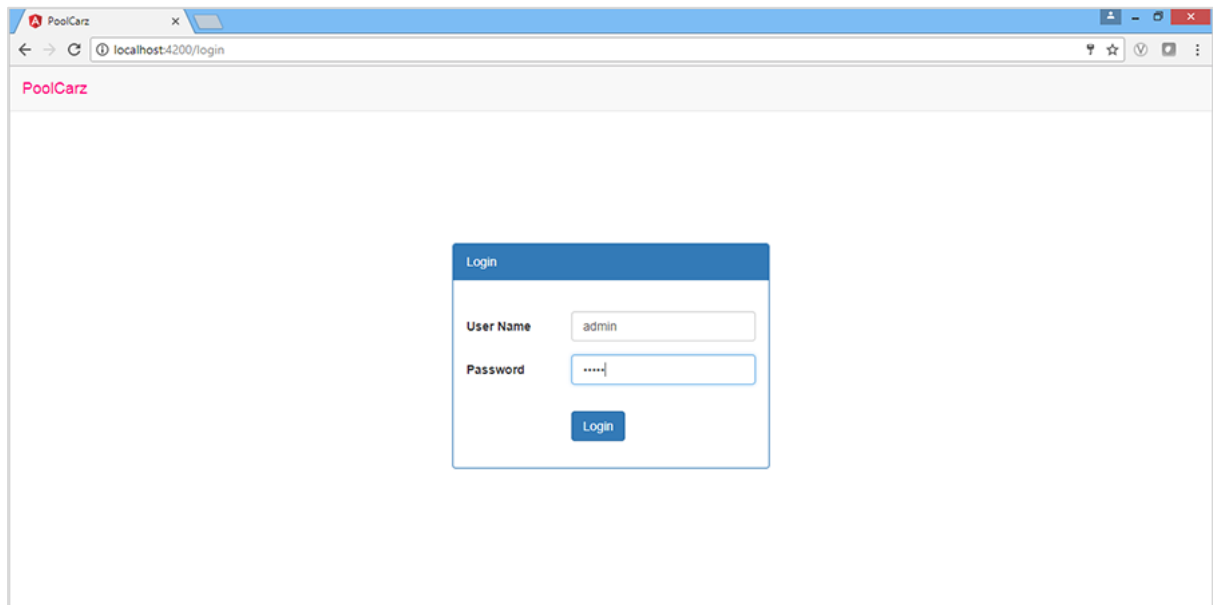 PoolCarz
localhost:4200/login
PoolCarz
Login
User Name admin
Password •••••
Login